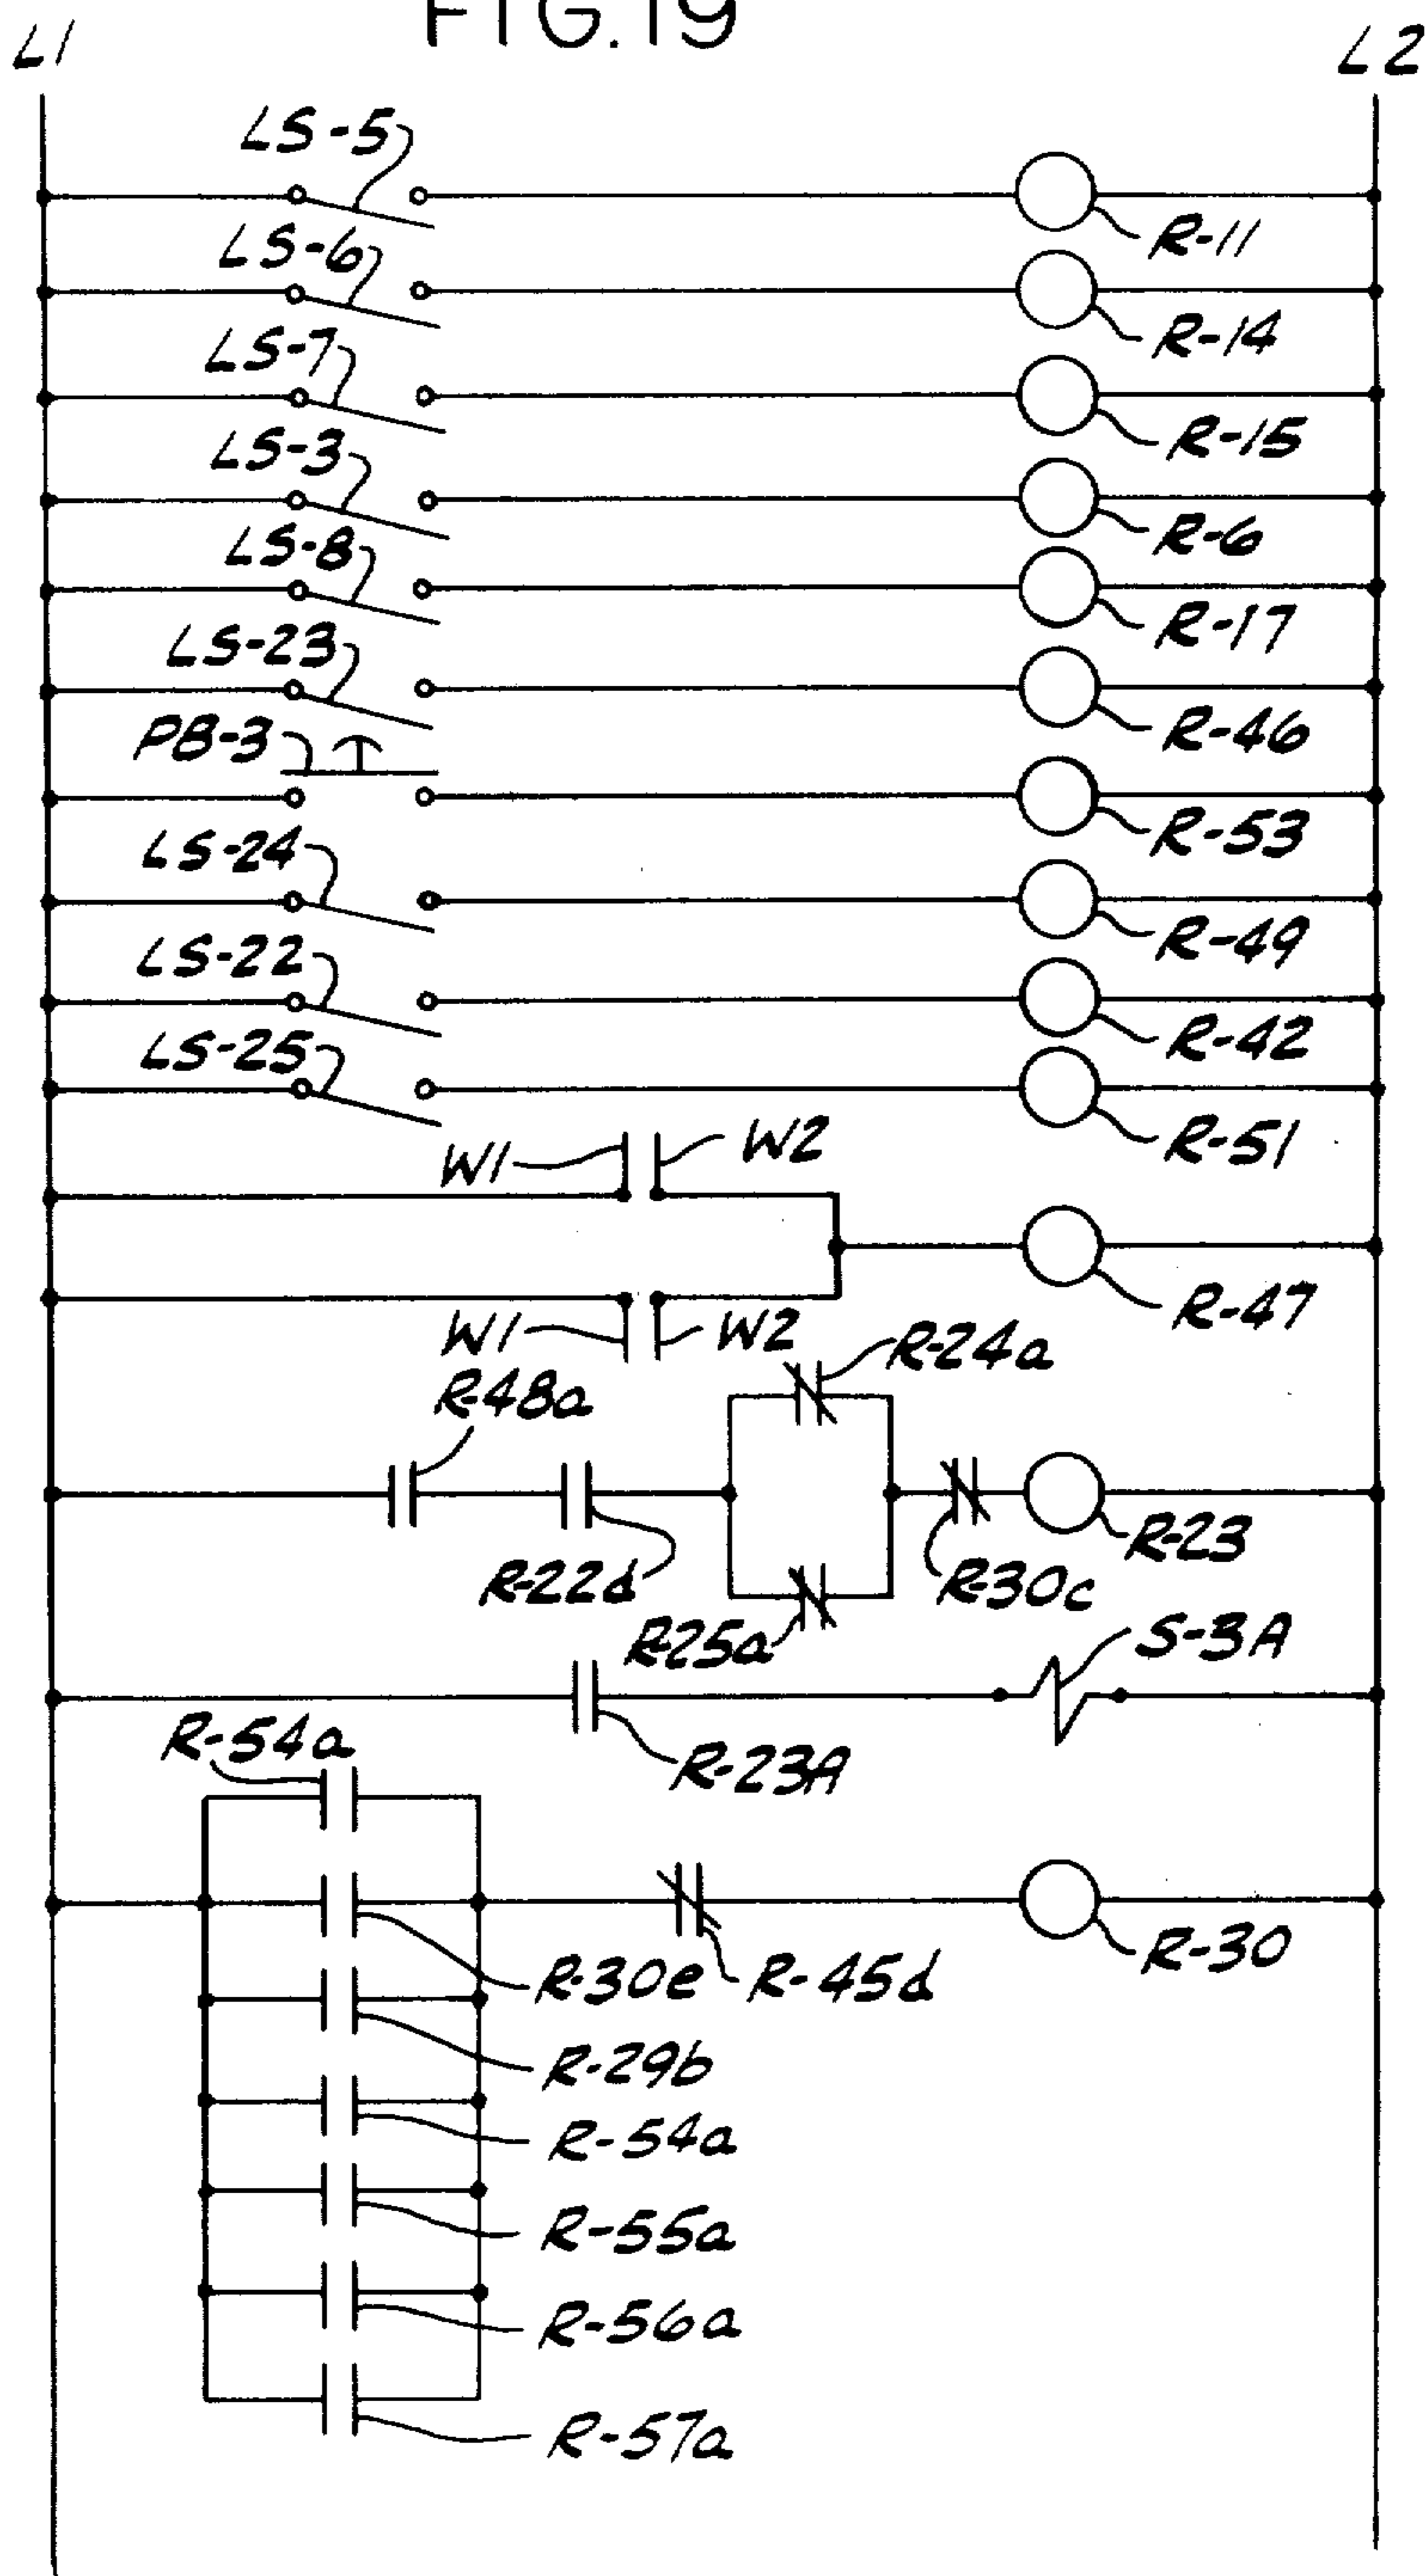 FIG. 19
L1
L2
LS-5
R-11
LS-6
R-14
LS-7
R-15
LS-3
R-6
LS-8
R-17
LS-23
R-46
PB-3
R-53
LS-24
R-49
LS-22
R-42
LS-25
R-51
W1
W2
R-47
W1
W2
R-24a
R-48a
R-23
R-22d
R-30c
R-25a
S-3A
R-54a
R-23A
R-30
R-30e
R-45d
R-29b
R-54a
R-55a
R-56a
R-57a